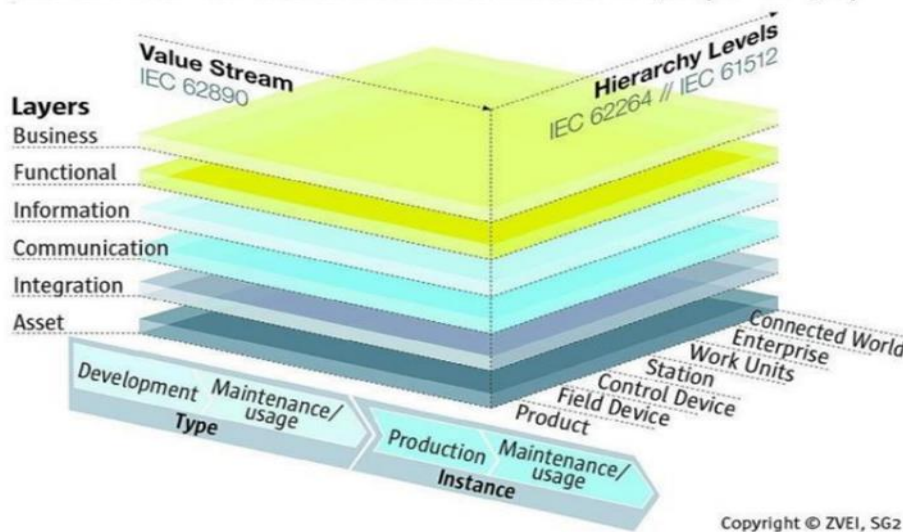 Value Stream
IEC 62890
Hierarchy Levels
IEC 62264 // IEC 61512
Layers
Business
Functional
Information
Communication
Integration
Asset
Connected World
Enterprise
Work Units
Station
Control Device
Field Device
Product
Development
Maintenance/
usage
Type
Production
Maintenance/
usage
Instance
Copyright © ZVEI, SG2